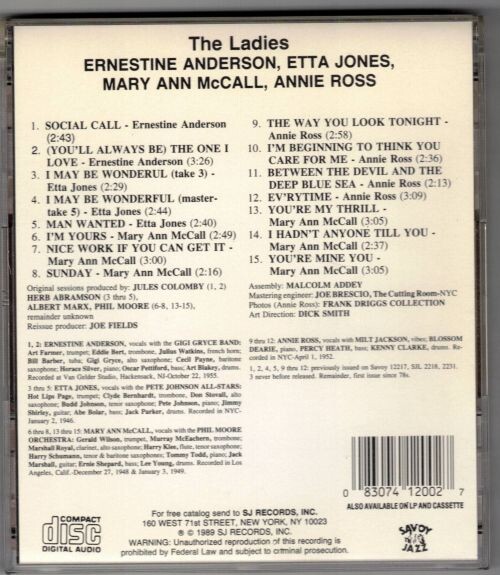 The Ladies
ERNESTINE ANDERSON, ETTA JONES,
MARY ANN McCALL, ANNIE ROSS
1. SOCIAL CALL - Ernestine Anderson
(2:43)
2. (YOU'LL ALWAYS BE) THE ONE I
LOVE - Ernestine Anderson (3:26)
3. I MAY BE WONDERUL (take 3) -
Etta Jones (2:29)
4. I MAY BE WONDERFUL (master-
take 5) - Etta Jones (2:44)
5. MAN WANTED - Etta Jones (2:40)
6. I'M YOURS - Mary Ann McCall (2:49)
7. NICE WORK IF YOU CAN GET IT -
Mary Ann McCall (3:00)
8. SUNDAY - Mary Ann McCall (2:16)
Original sessions produced by: JULES COLOMBY (1, 2)
HERB ABRAMSON (3 thru 5),
ALBERT MARX, PHIL MOORE (6-8, 13-15),
remainder unknown
Reissue producer: JOE FIELDS
9. THE WAY YOU LOOK TONIGHT -
Annie Ross (2:58)
10. I'M BEGINNING TO THINK YOU
CARE FOR ME - Annie Ross (2:36)
11. BETWEEN THE DEVIL AND THE
DEEP BLUE SEA - Annie Ross (2:13)
12. EV'RYTIME - Annie Ross (3:09)
13. YOU'RE MY THRILL -
Mary Ann McCall (3:05)
14. I HADN'T ANYONE TILL YOU -
Mary Ann McCall (2:37)
15. YOU'RE MINE YOU -
Mary Ann McCall (3:05)
Assembly: MALCOLM ADDEY
Mastering engineer: JOE BRESCIO, The Cutting Room-NYC
Photos (Annie Ross): FRANK DRIGGS COLLECTION
Art Direction: DICK SMITH
1, 2: ERNESTINE ANDERSON, vocals with the GIGI GRYCE BAND:
Art Farmer, trumpet; Eddie Bert, trombone, Julius Watkins, french horn;
Bill Barber, tuba; Gigi Gryce, alto saxophone; Cecil Payne, baritone
saxophone; Horace Silver, piano; Oscar Pettiford, bass; Art Blakey, drums.
Recorded at Van Gelder Studio, Hackensack, NJ-October 22, 1955.
3 thru 5: ETTA JONES, vocals with the PETE JOHNSON ALL-STARS:
Hot Lips Page, trumpet; Clyde Bernhardt, trombone, Don Stovall, alto
saxophone; Budd Johnson, tenor saxophone; Pete Johnson, piano; Jimmy
Shirley, guitar; Abe Bolar, bass; Jack Parker, drums. Recorded in NYC-
January 2, 1946.
6 thru 8, 13 thru 15: MARY ANN McCALL, vocals with the PHIL MOORE
ORCHESTRA: Gerald Wilson, trumpet, Murray McEachern, trombone;
Marshall Royal, clarinet, alto saxophone; Harry Klee, flute, tenor saxophone;
Harry Schumann, tenor & baritone saxophones; Tommy Todd, piano; Jack
Marshall, guitar; Ernie Shepard, bass; Lee Young, drums. Recorded in Los
Angeles, Calif.-December 27, 1948 & January 3, 1949.
9 thru 12: ANNIE ROSS, vocals with MILT JACKSON, vibes; BLOSSOM
DEARIE, piano, PERCY HEATH, bass; KENNY CLARKE, drums. Re-
corded in NYC-April 1, 1952.
1, 2, 4, 5, 9 thru 12: previously issued on Savoy 12217, SJL 2218, 2231.
3 never before released. Remainder, first issue since 78s.
0 83074 12002 7
ALSO AVAILABLE ON LP AND CASSETTE
COMPACT
disc
DIGITAL AUDIO
For free catalog send to SJ RECORDS, INC.
160 WEST 71st STREET, NEW YORK, NY 10023
℗ © 1989 SJ RECORDS, INC.
WARNING: Unauthorized reproduction of this recording is
prohibited by Federal Law and subject to criminal prosecution.
SAVOY
JAZZ